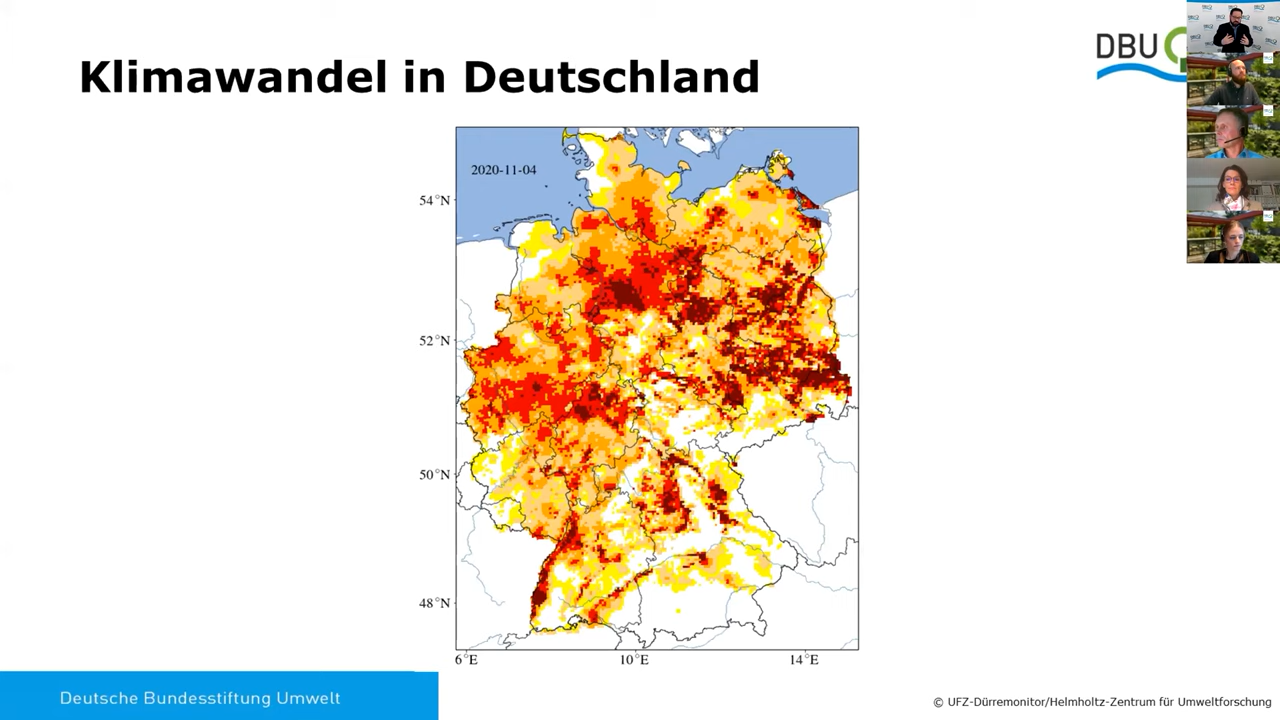 Klimawandel in Deutschland
DBU
2020-11-04
54°N
52°N
50°N
48°N
6°E
10°E
14°E
Deutsche Bundesstiftung Umwelt
© UFZ-Dürremonitor/Helmholtz-Zentrum für Umweltforschung